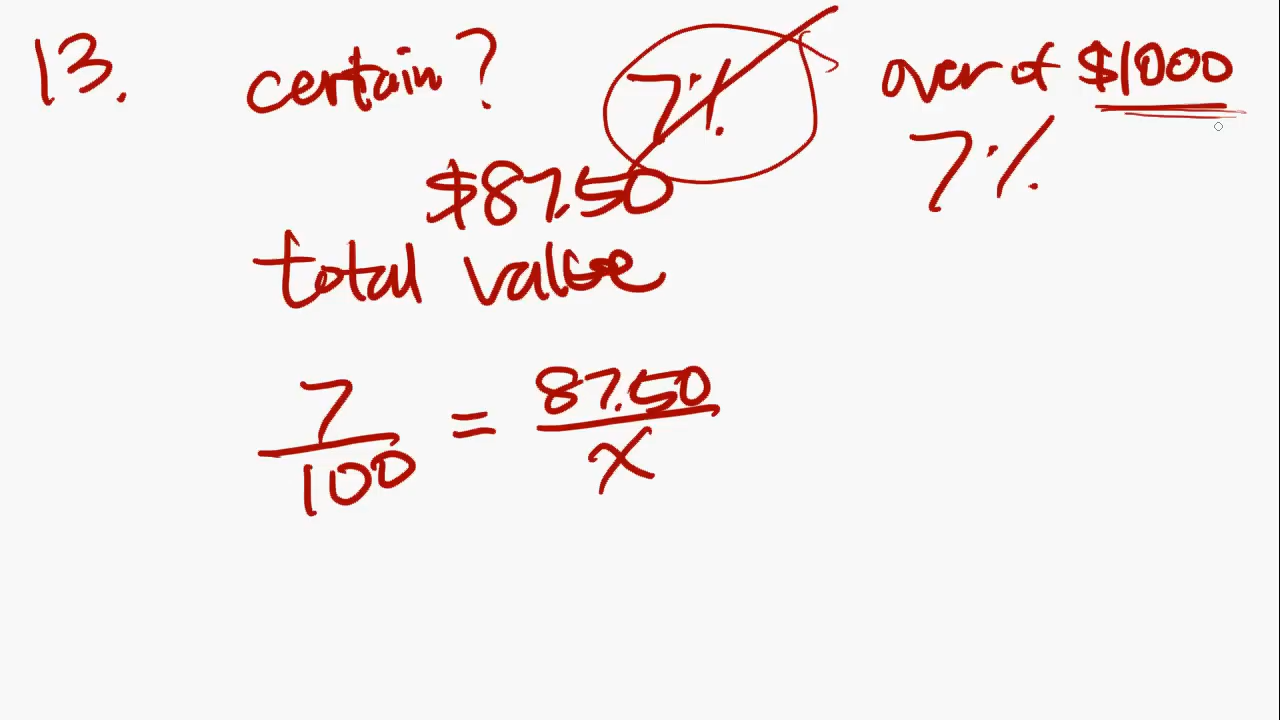 13. certain? 7% over of $1000
$87.50 7%
total value
7/100 = 87.50/x